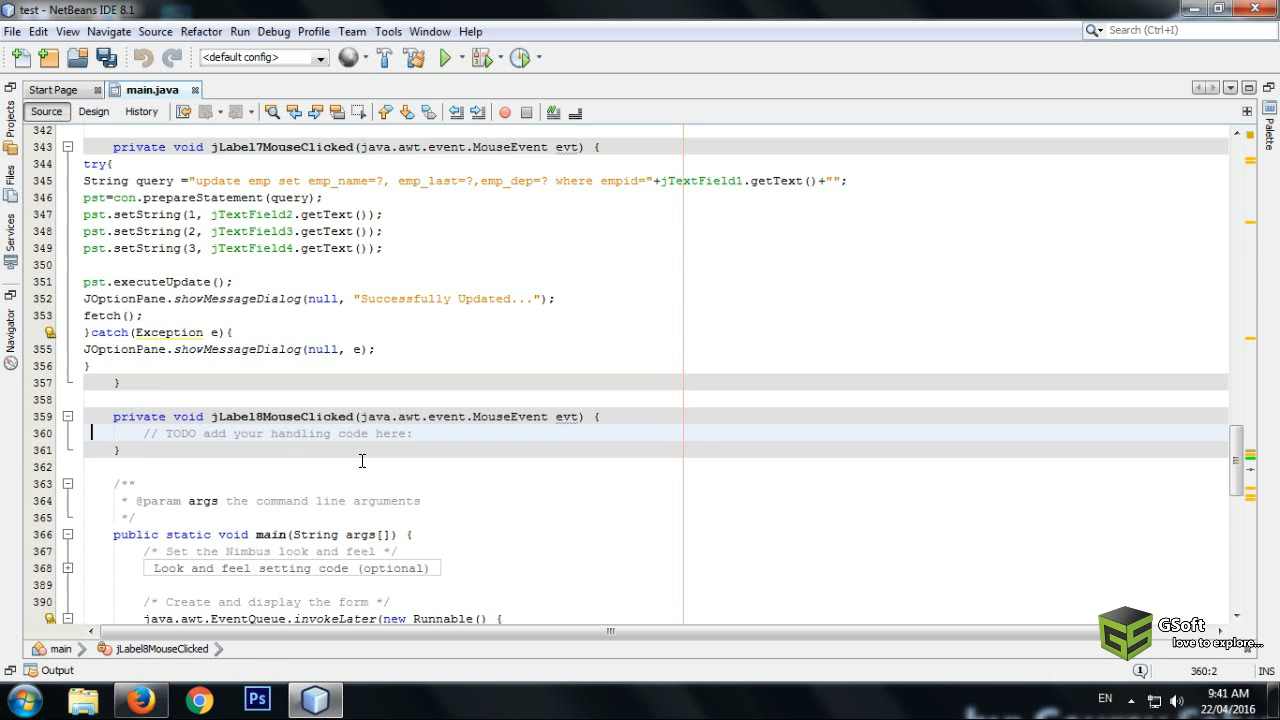 test - NetBeans IDE 8.1
File Edit View Navigate Source Refactor Run Debug Profile Team Tools Window Help
Search (Ctrl+I)
<default config>
Start Page main.java
Source Design History
Projects
Files
Services
Navigator
Palette
342
343 private void jLabel7MouseClicked(java.awt.event.MouseEvent evt) {
344 try{
345 String query ="update emp set emp_name=?, emp_last=?,emp_dep=? where empid="+jTextField1.getText()+"";
346 pst=con.prepareStatement(query);
347 pst.setString(1, jTextField2.getText());
348 pst.setString(2, jTextField3.getText());
349 pst.setString(3, jTextField4.getText());
350
351 pst.executeUpdate();
352 JOptionPane.showMessageDialog(null, "Successfully Updated...");
353 fetch();
}catch(Exception e){
355 JOptionPane.showMessageDialog(null, e);
356 }
357 }
358
359 private void jLabel8MouseClicked(java.awt.event.MouseEvent evt) {
360 // TODO add your handling code here:
361 }
362
363 /**
364 * @param args the command line arguments
365 */
366 public static void main(String args[]) {
367 /* Set the Nimbus look and feel */
368 Look and feel setting code (optional)
389
390 /* Create and display the form */
java.awt.EventQueue.invokeLater(new Runnable() {
main jLabel8MouseClicked
GSoft
love to explore...
Output
1
360:2 INS
Ps
EN
9:41 AM
22/04/2016